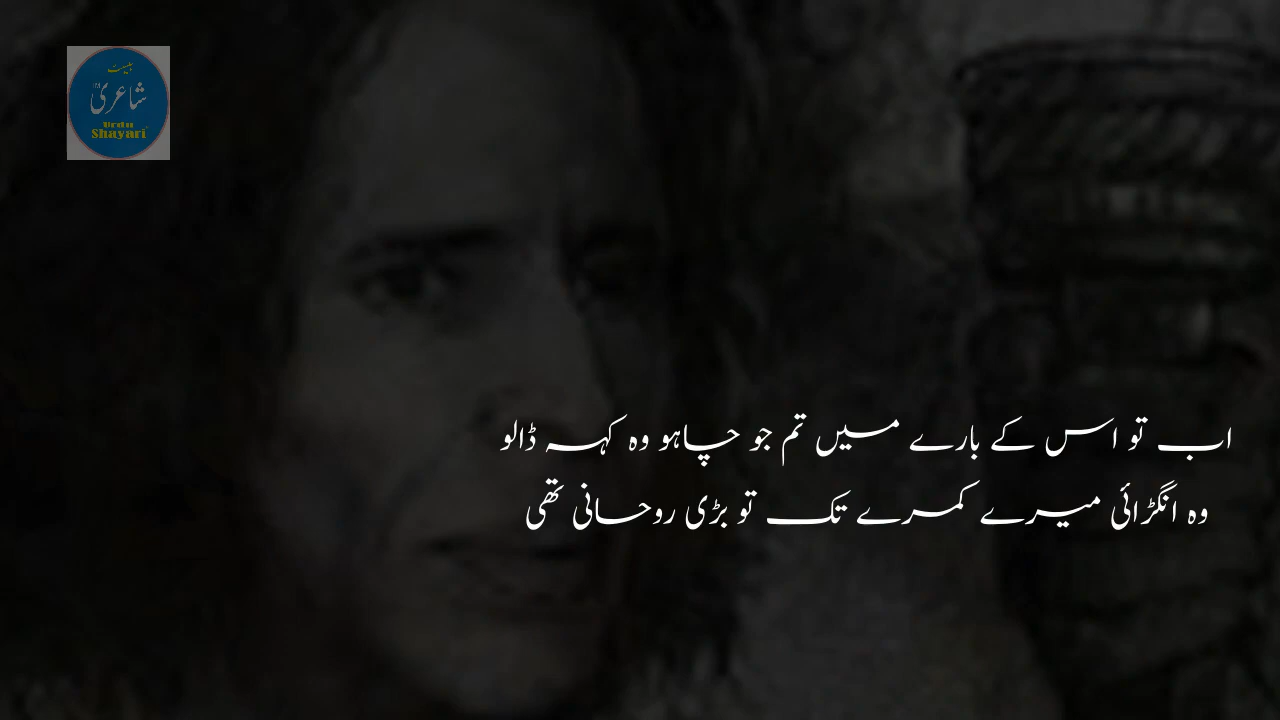 بیسٹ
شاعری
Urdu
Shayari
اب تو اس کے بارے میں تم جو چاہو وہ کہہ ڈالو
وہ انگڑائی میرے کمرے تک تو بڑی روحانی تھی